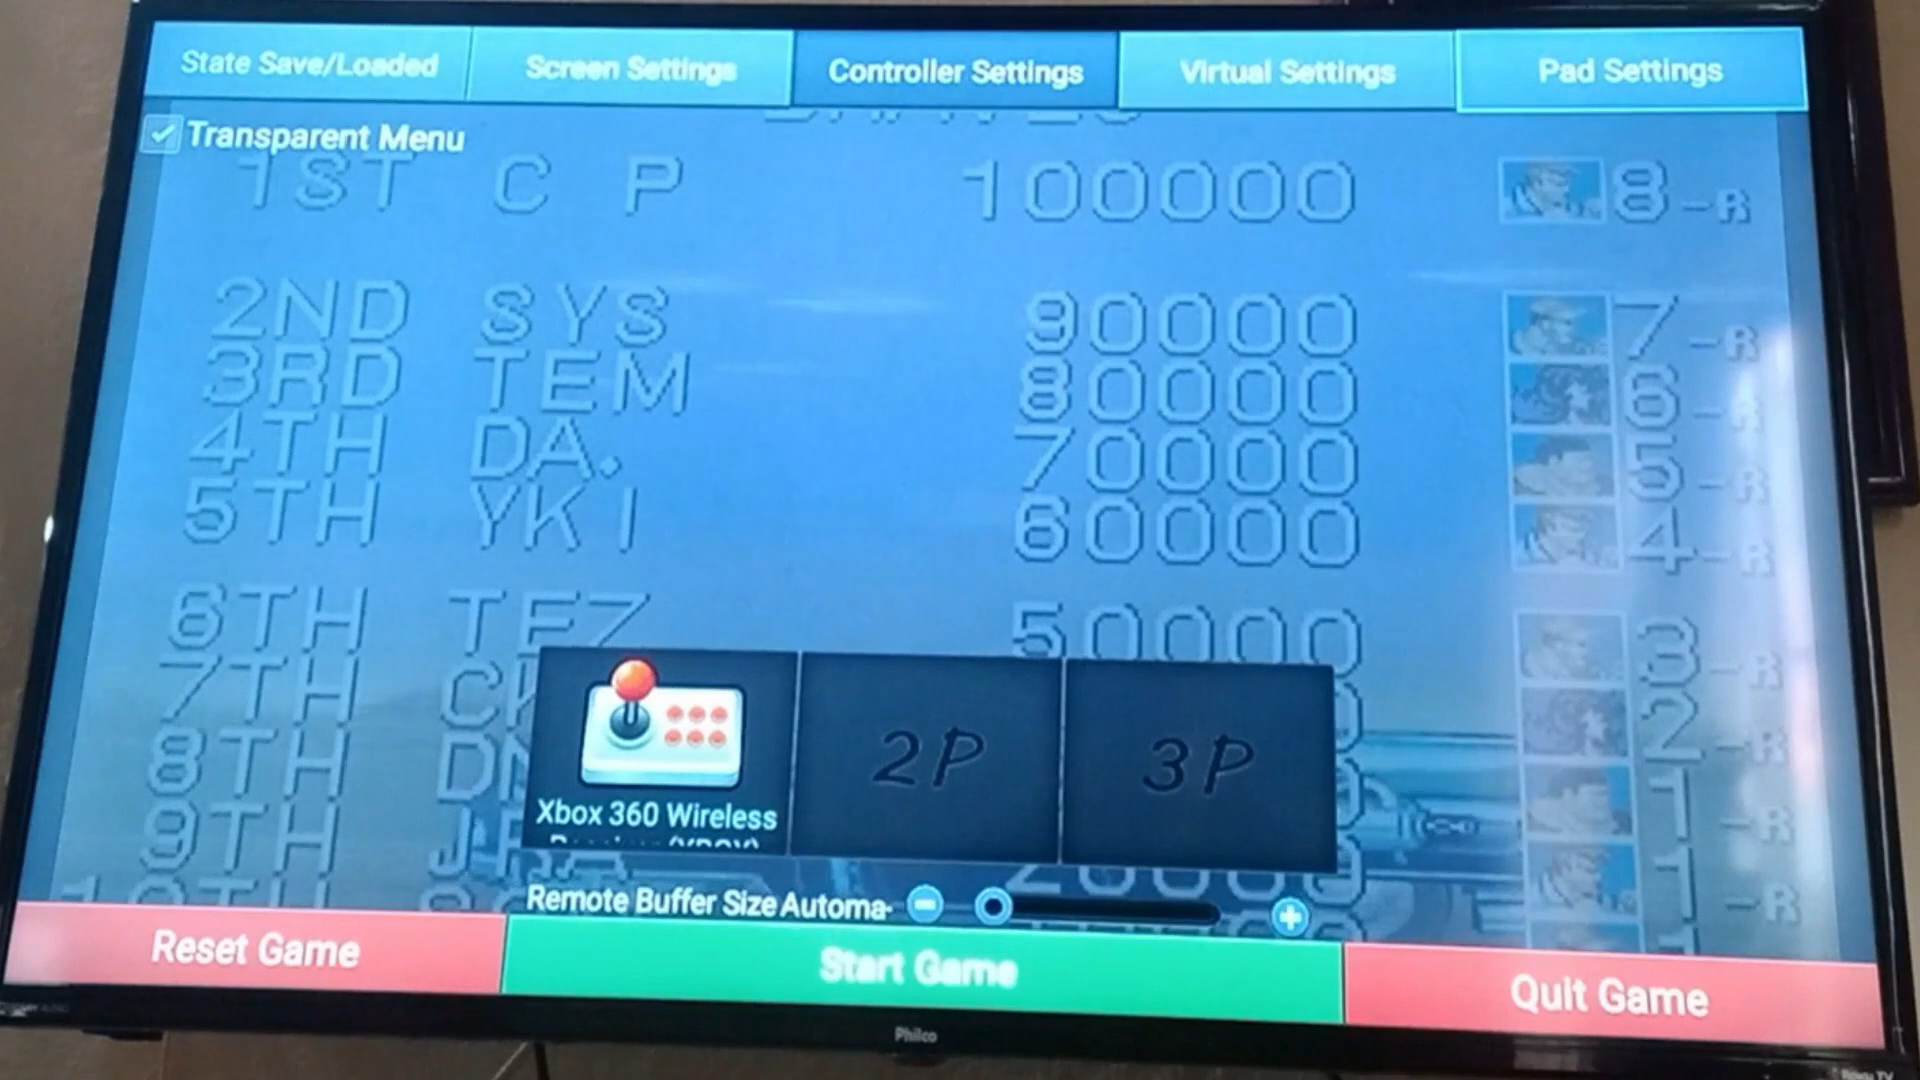 State Save/Loaded
Screen Settings
Controller Settings
Virtual Settings
Pad Settings
Transparent Menu
1ST C P 100000 8-R
2ND SYS 90000 7-R
3RD TEM 80000 6-R
4TH DA. 70000 5-R
5TH YKI 60000 4-R
6TH TEZ 50000 3-R
7TH 2-R
8TH 1-R
9TH 1-R
Xbox 360 Wireless
2P
3P
Remote Buffer Size Automa-
Reset Game
Start Game
Quit Game
Philco
Roku TV